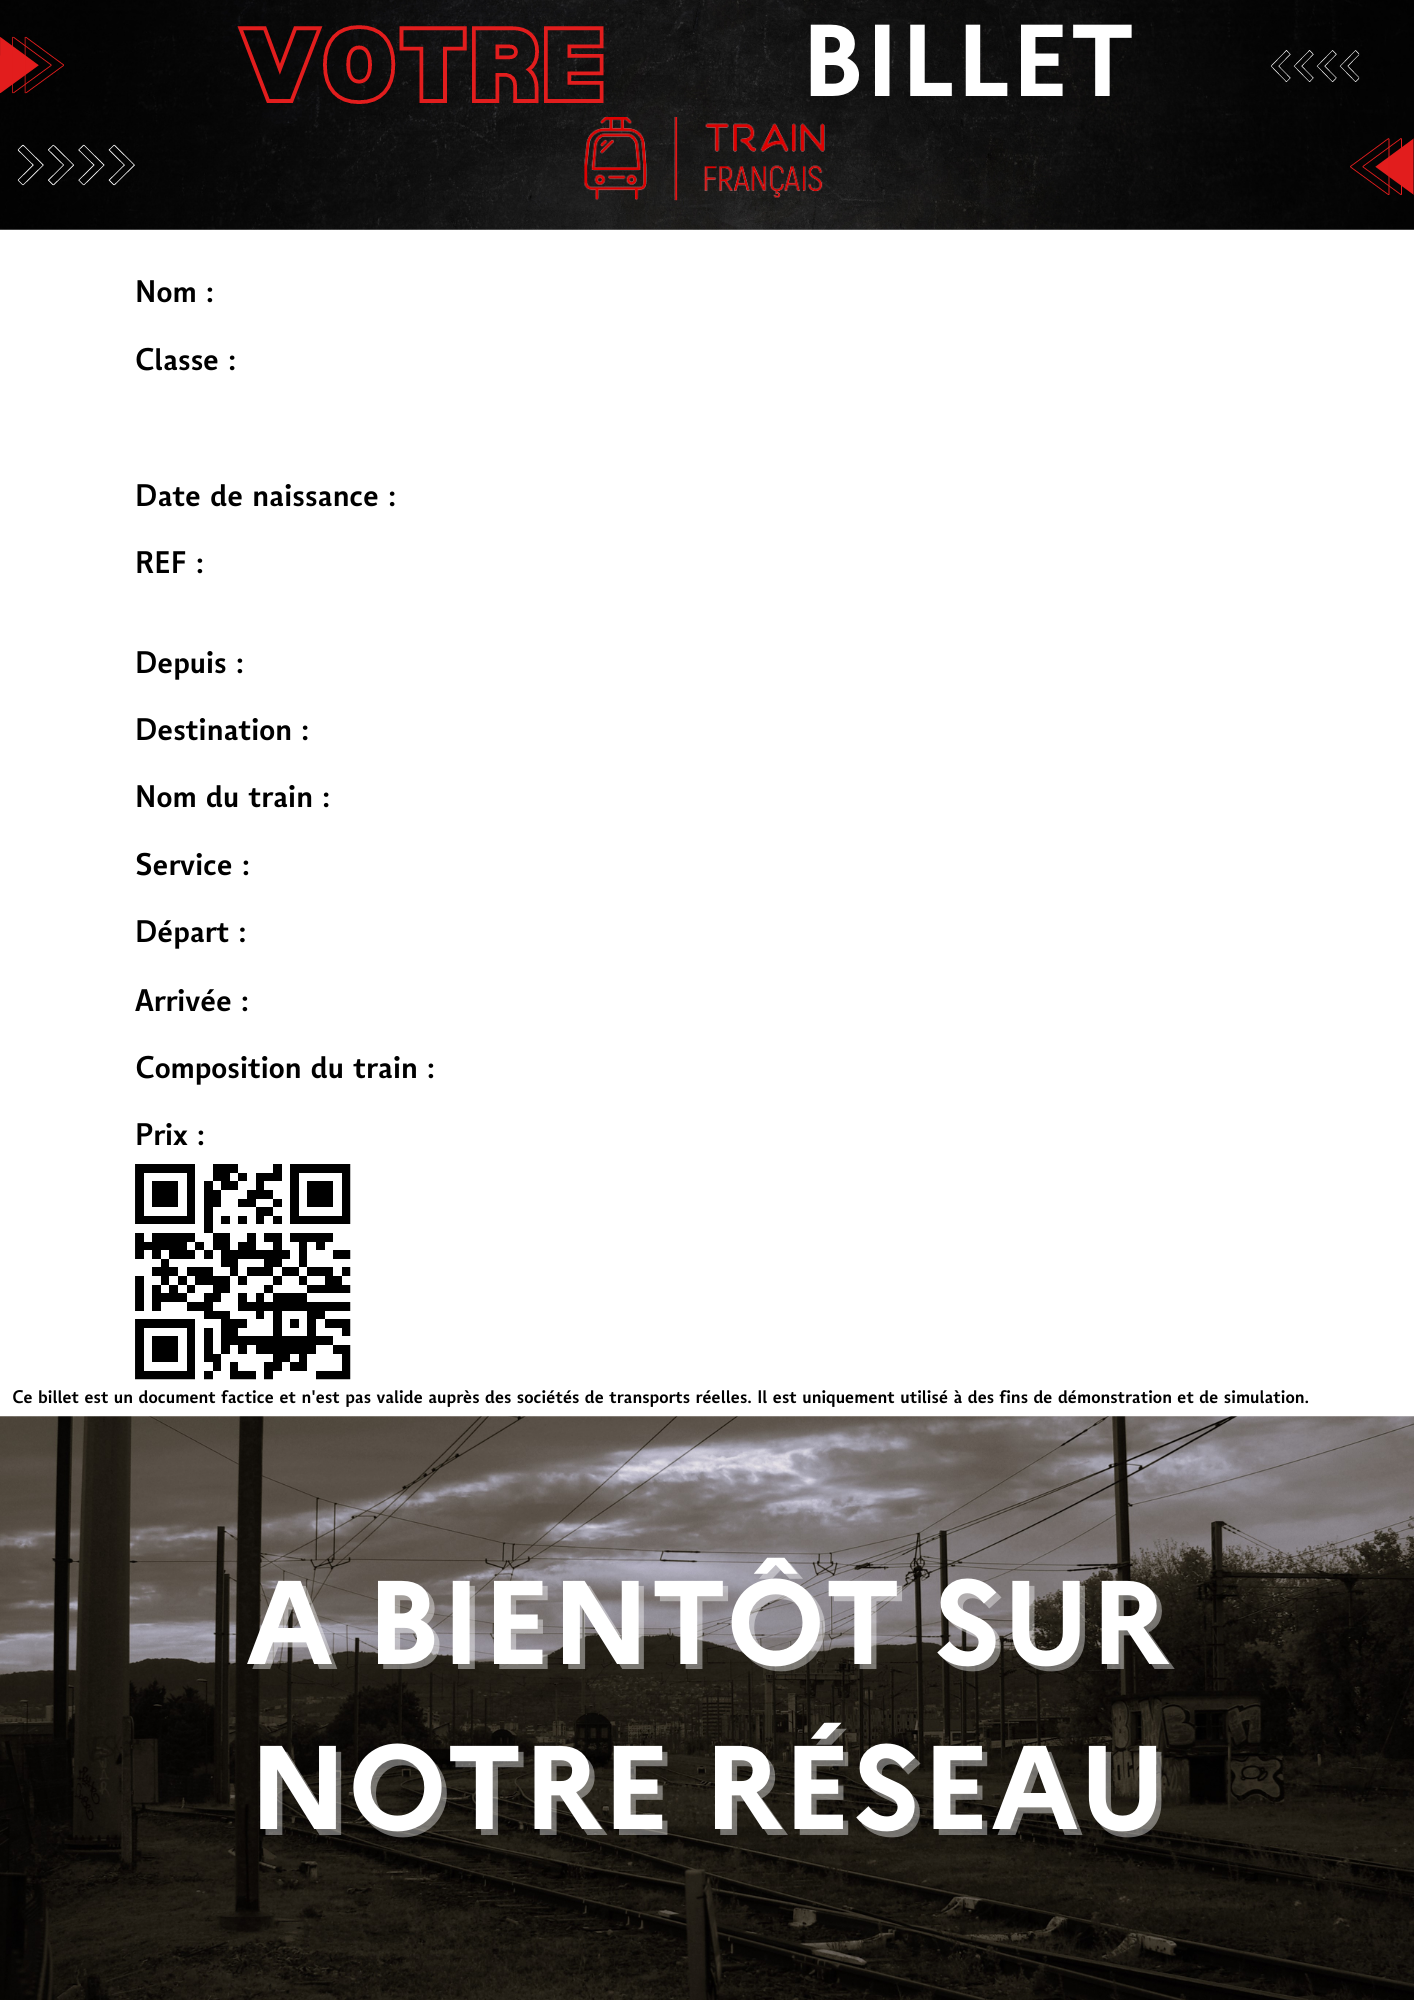 VOTRE BILLET
TRAIN
FRANÇAIS
Nom :
Classe :
Date de naissance :
REF :
Depuis :
Destination :
Nom du train :
Service :
Départ :
Arrivée :
Composition du train :
Prix :
Ce billet est un document factice et n'est pas valide auprès des sociétés de transports réelles. Il est uniquement utilisé à des fins de démonstration et de simulation.
A BIENTÔT SUR
NOTRE RÉSEAU